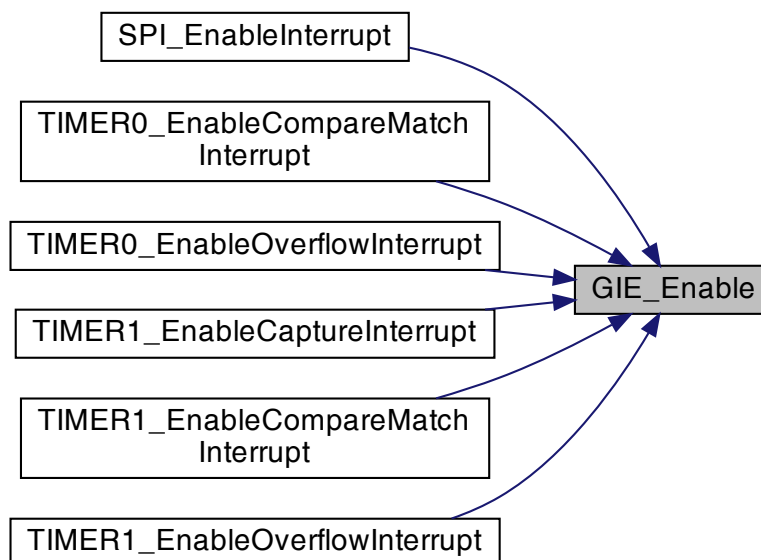 SPI_EnableInterrupt
TIMER0_EnableCompareMatch
Interrupt
TIMER0_EnableOverflowInterrupt
GIE_Enable
TIMER1_EnableCaptureInterrupt
TIMER1_EnableCompareMatch
Interrupt
TIMER1_EnableOverflowInterrupt